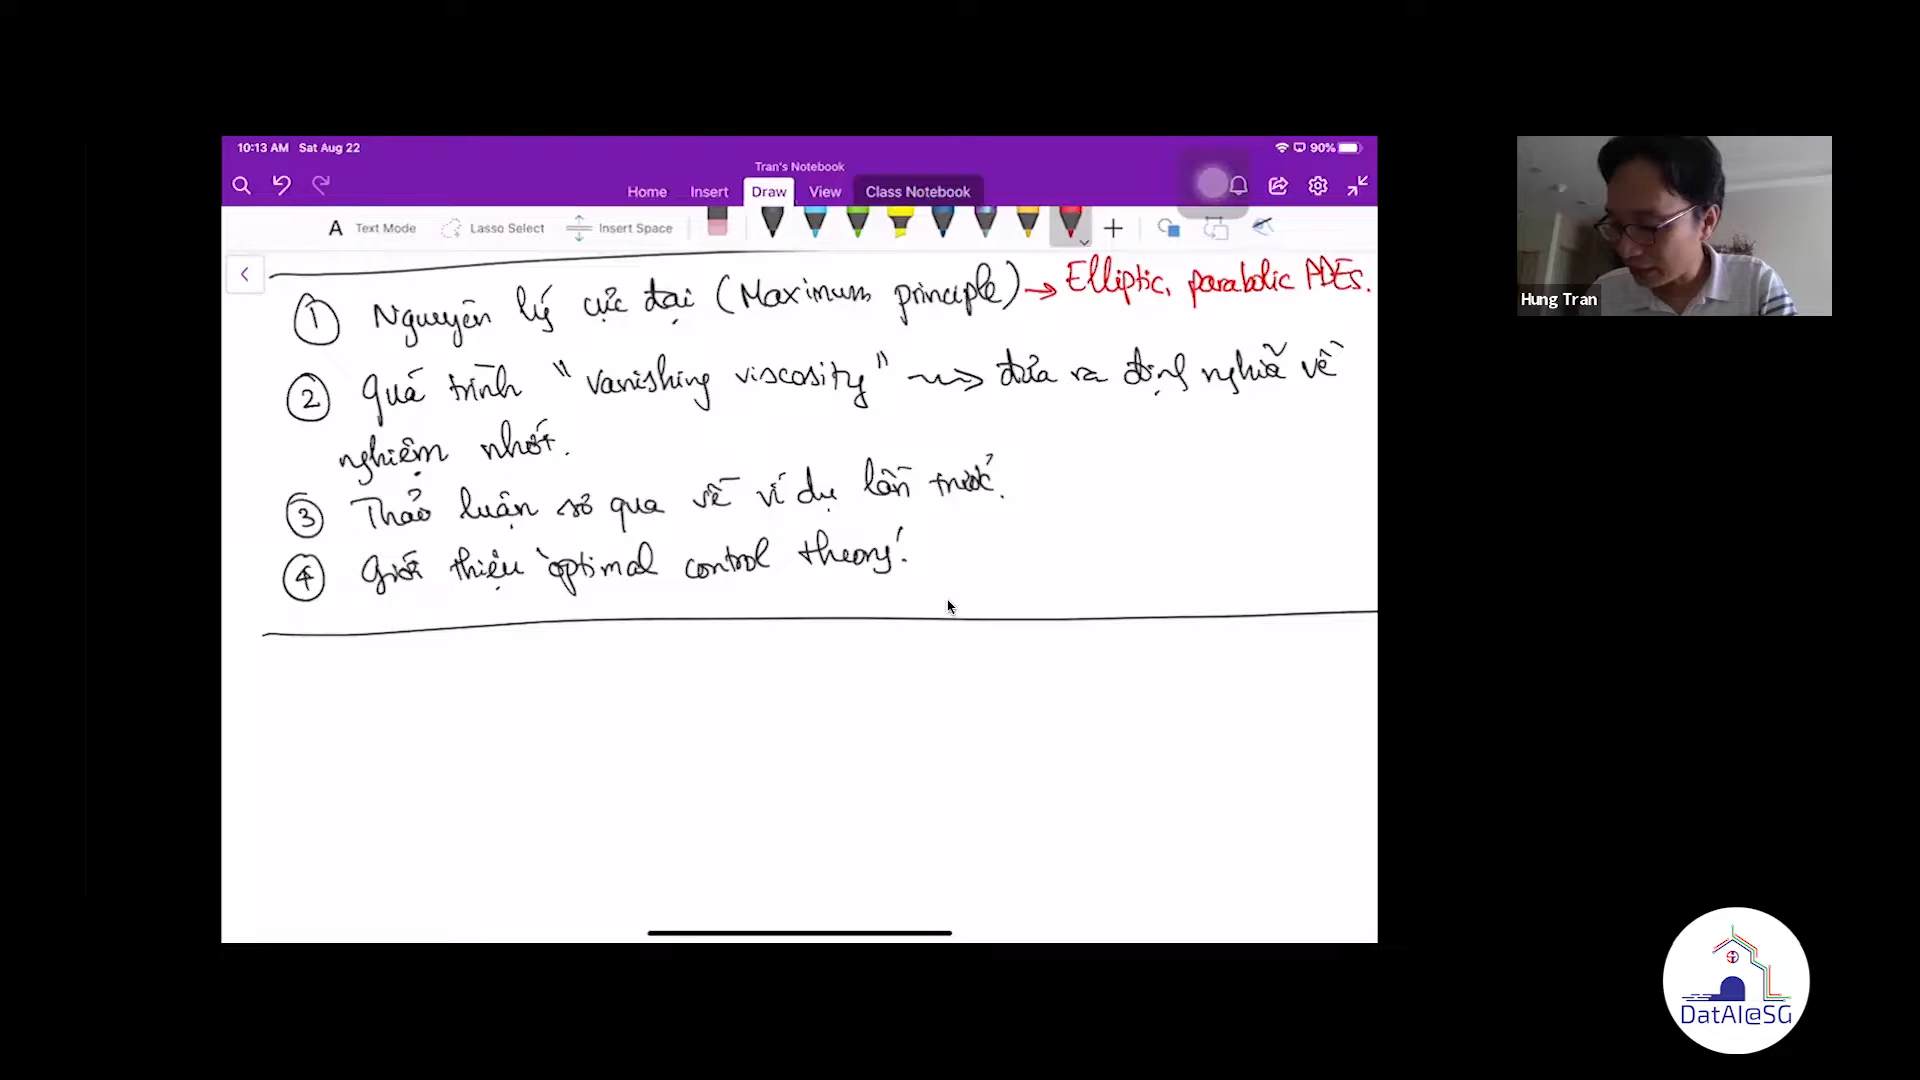 10:13 AM Sat Aug 22
90%
Tran's Notebook
Home Insert Draw View Class Notebook
A Text Mode Lasso Select Insert Space
① Nguyên lý cực đại (Maximum principle) → Elliptic, parabolic PDEs.
② Quá trình "vanishing viscosity" ⇝ đưa ra định nghĩa về
nghiệm nhớt.
③ Thảo luận sơ qua về ví dụ lần trước.
④ Giới thiệu "optimal control theory".
Hung Tran
DatAI@SG